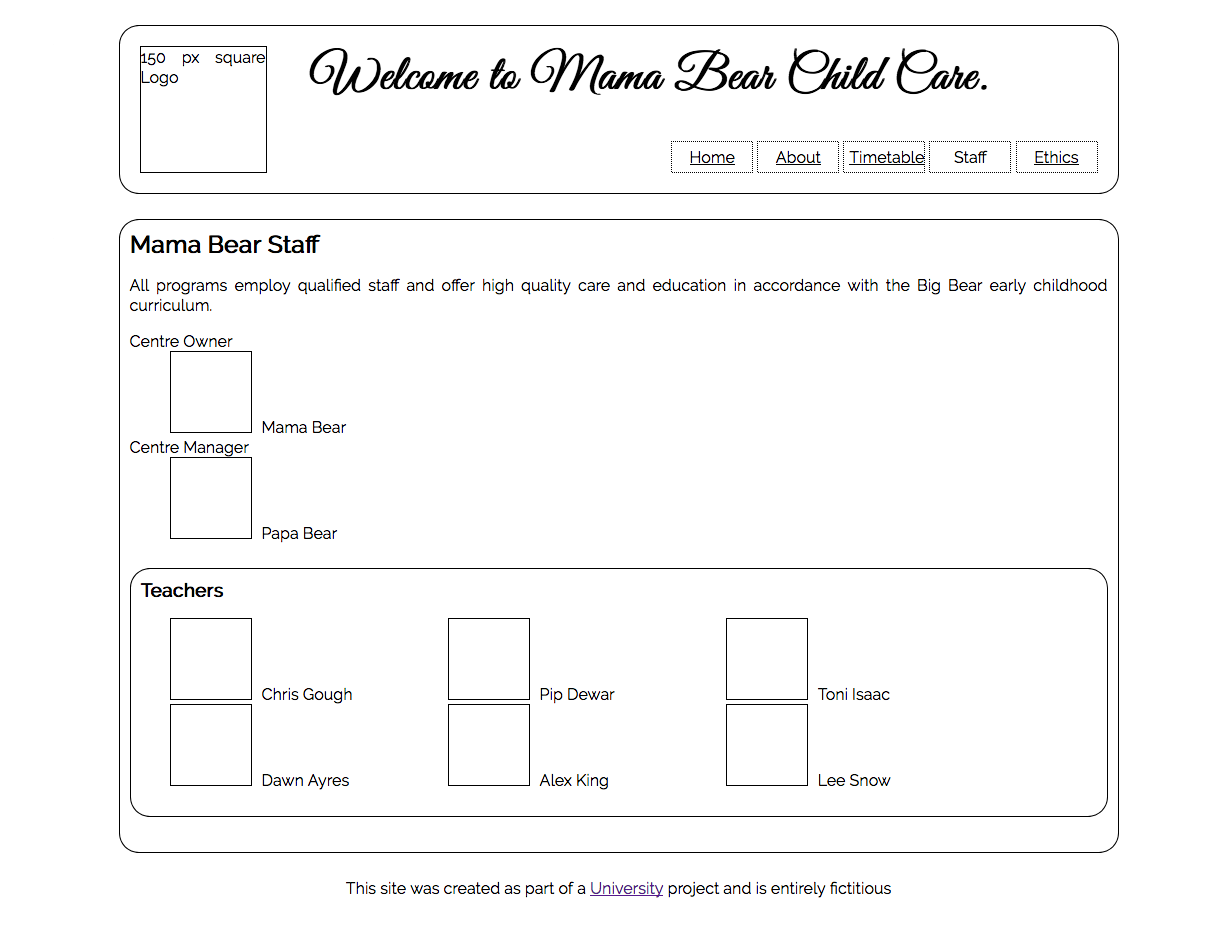 150 px square
Logo
Welcome to Mama Bear Child Care.
Home About Timetable Staff Ethics
Mama Bear Staff
All programs employ qualified staff and offer high quality care and education in accordance with the Big Bear early childhood
curriculum.
Centre Owner
Mama Bear
Centre Manager
Papa Bear
Teachers
Chris Gough Pip Dewar Toni Isaac
Dawn Ayres Alex King Lee Snow
This site was created as part of a University project and is entirely fictitious